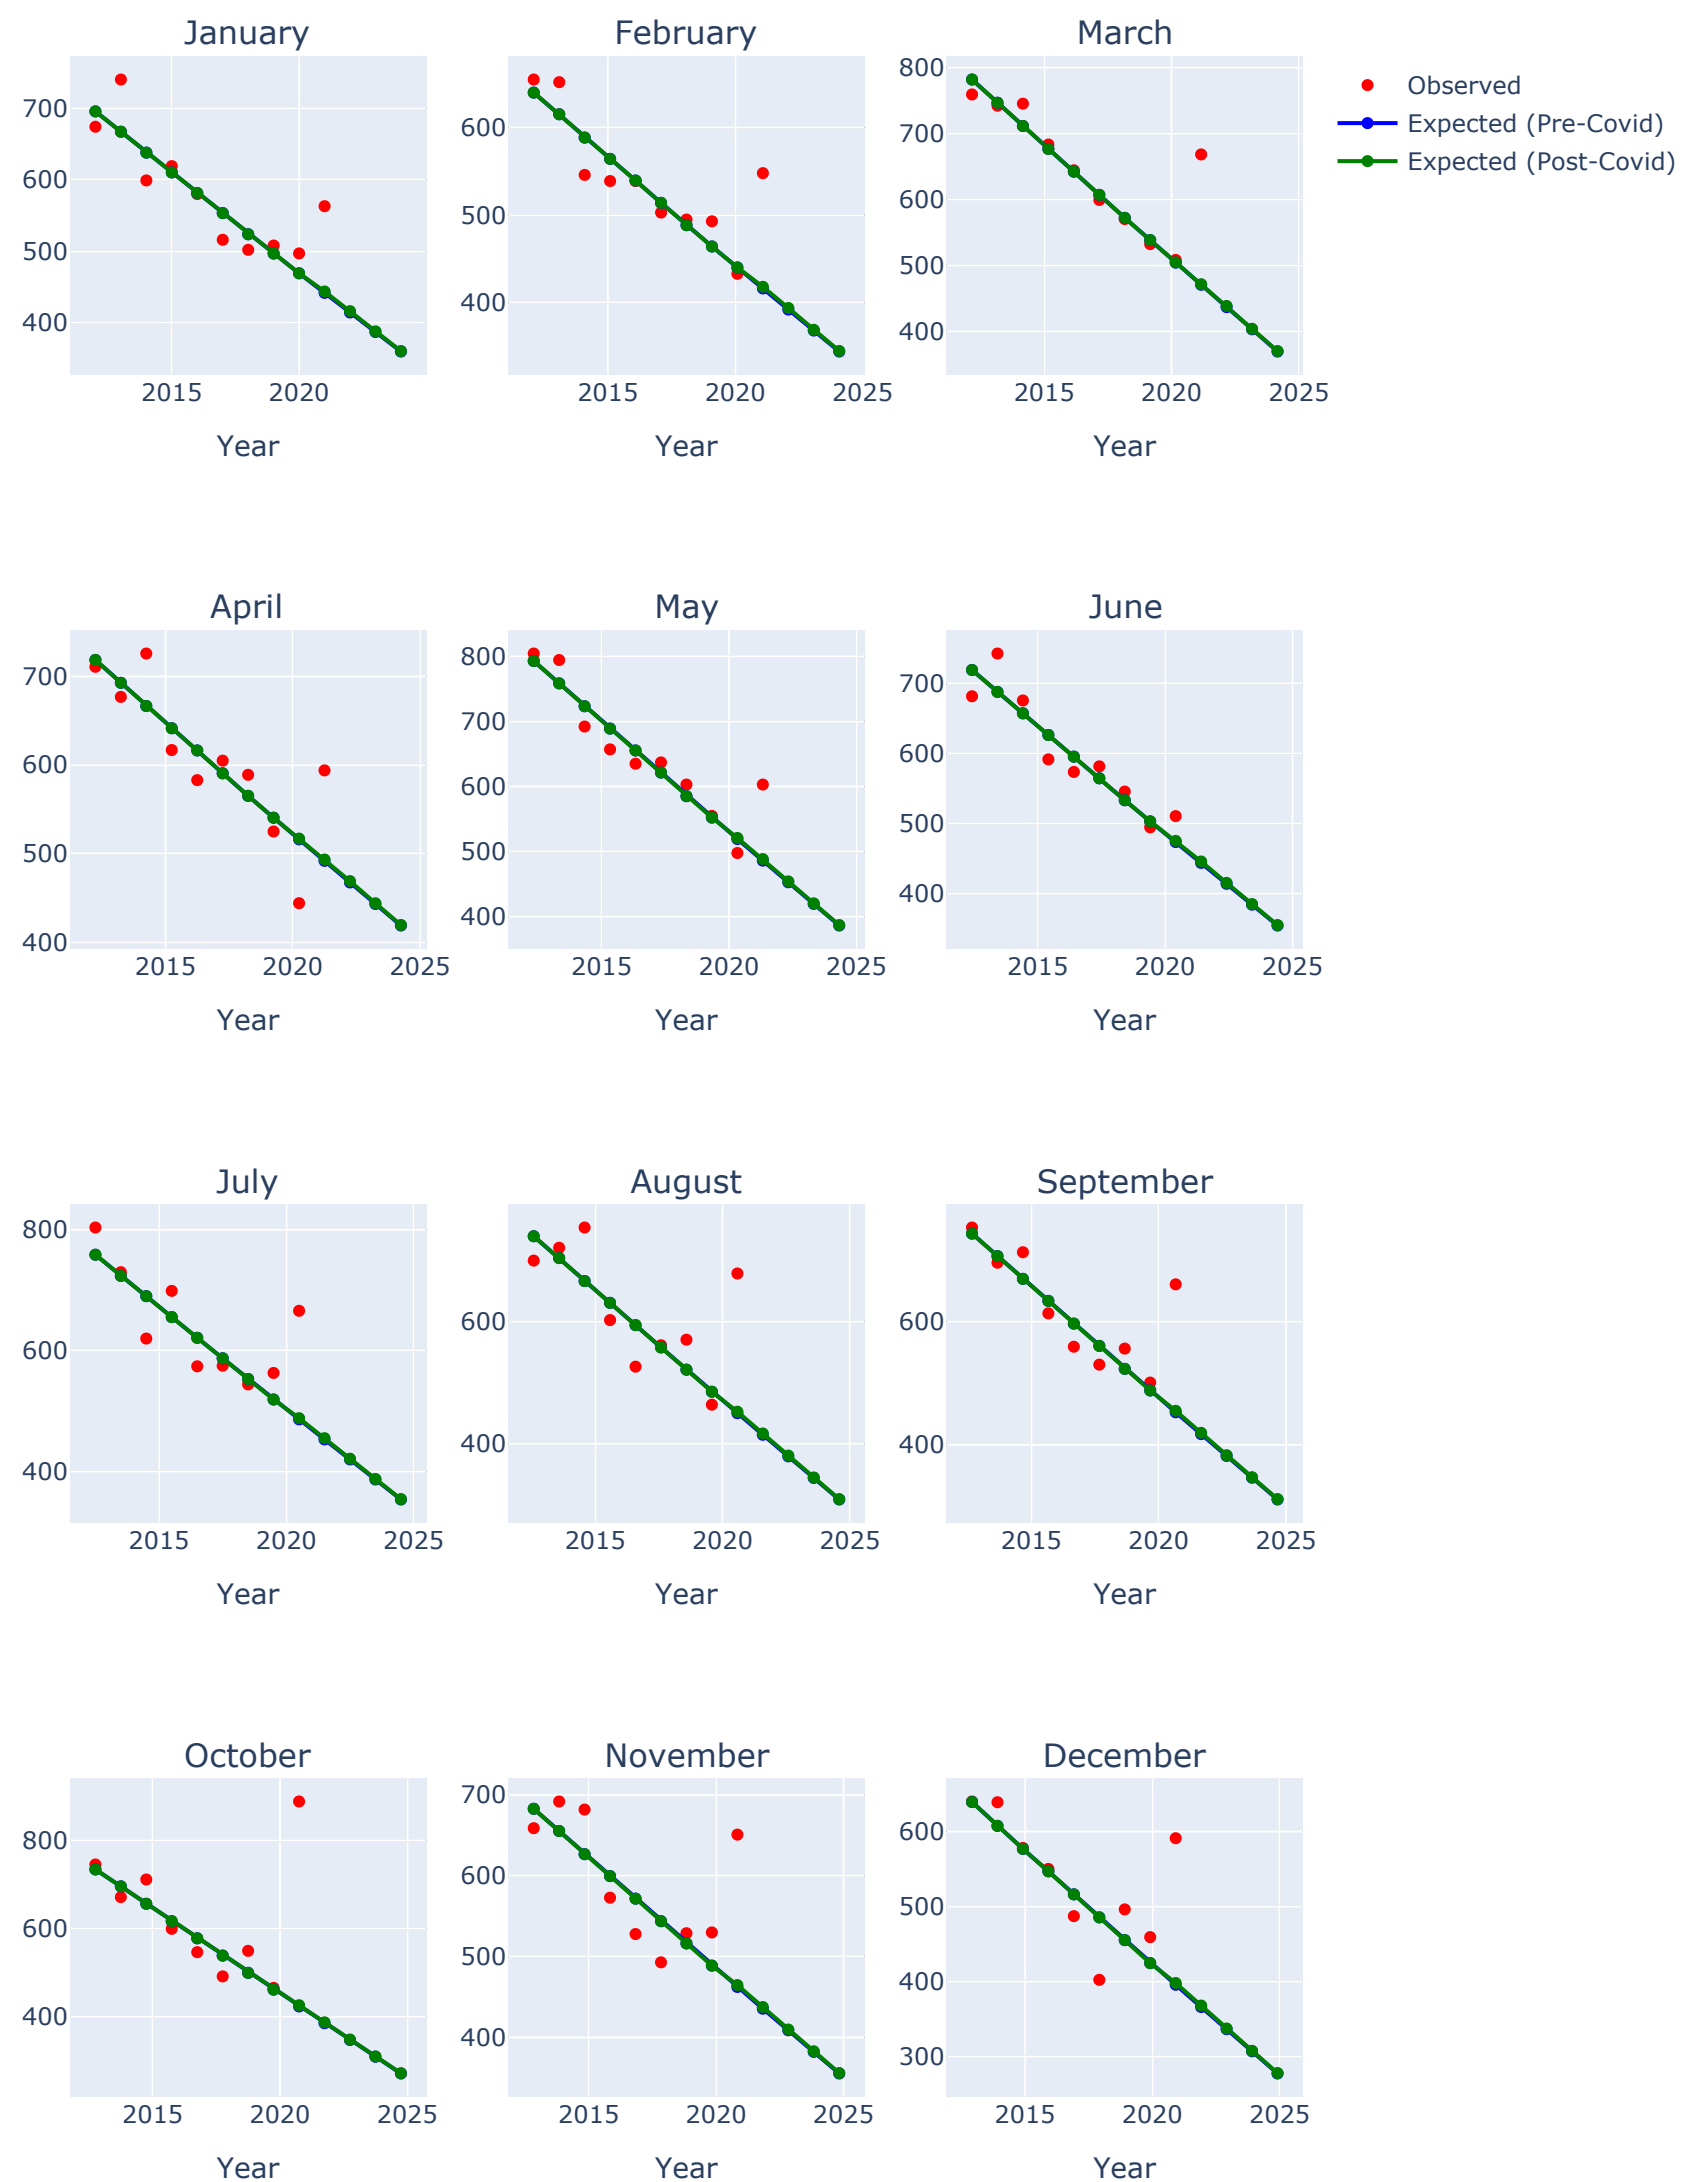 January
February
March
700
600
500
400
2015
2020
Year
600
500
400
2015
2020
2025
Year
800
700
600
500
400
2015
2020
2025
Year
Observed
Expected (Pre-Covid)
Expected (Post-Covid)
April
May
June
700
600
500
400
2015
2020
2025
Year
800
700
600
500
400
2015
2020
2025
Year
700
600
500
400
2015
2020
2025
Year
July
August
September
800
600
400
2015
2020
2025
Year
600
400
2015
2020
2025
Year
600
400
2015
2020
2025
Year
October
November
December
800
600
400
2015
2020
2025
Year
700
600
500
400
2015
2020
2025
Year
600
500
400
300
2015
2020
2025
Year